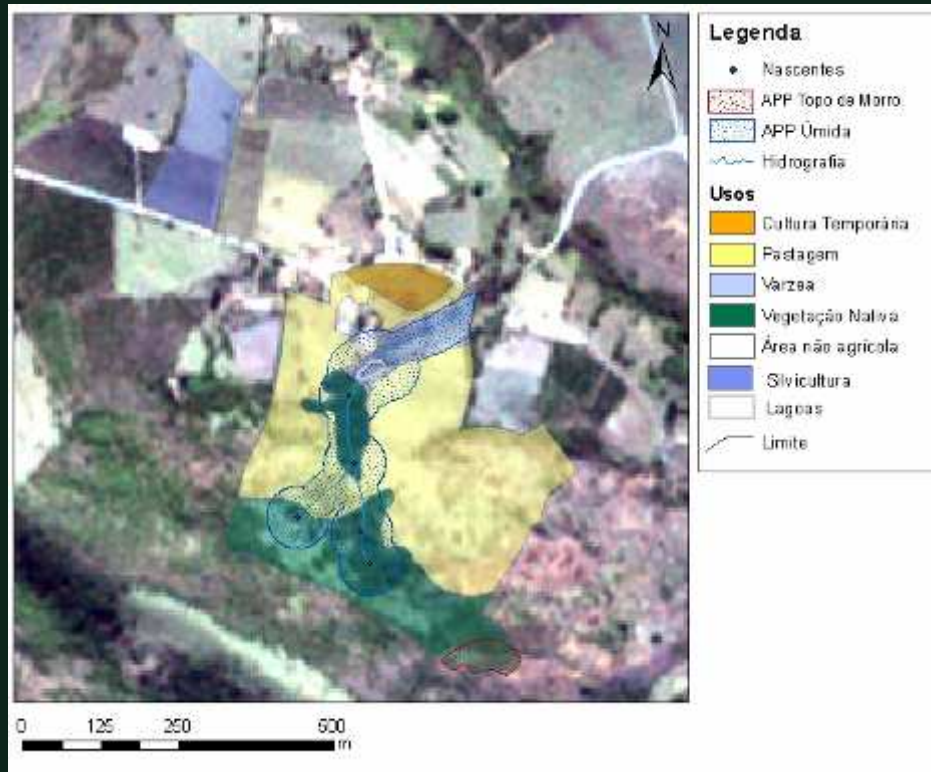 N
Legenda
Nascentes
APP Topo de Morro
APP Úmida
Hidrografia
Usos
Cultura Temporária
Pastagem
Varzea
Vegetação Nativa
Área não agrícola
Silvicultura
Lagoas
Limite
0 125 250 500
m